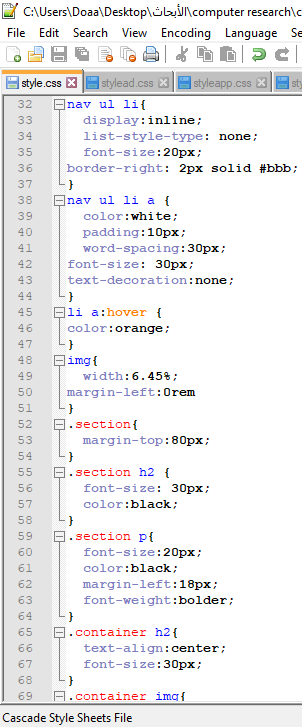 C:\Users\Doaa\Desktop\الأبحاث\computer research\c
File Edit Search View Encoding Language Se
style.css stylead.css styleapp.css sty
32 nav ul li{
33 display:inline;
34 list-style-type: none;
35 font-size:20px;
36 border-right: 2px solid #bbb;
37 }
38 nav ul li a {
39 color:white;
40 padding:10px;
41 word-spacing:30px;
42 font-size: 30px;
43 text-decoration:none;
44 }
45 li a:hover {
46 color:orange;
47 }
48 img{
49 width:6.45%;
50 margin-left:0rem
51 }
52 .section{
53 margin-top:80px;
54 }
55 .section h2 {
56 font-size: 30px;
57 color:black;
58 }
59 .section p{
60 font-size:20px;
61 color:black;
62 margin-left:18px;
63 font-weight:bolder;
64 }
65 .container h2{
66 text-align:center;
67 font-size:30px;
68 }
69 .container img{
Cascade Style Sheets File